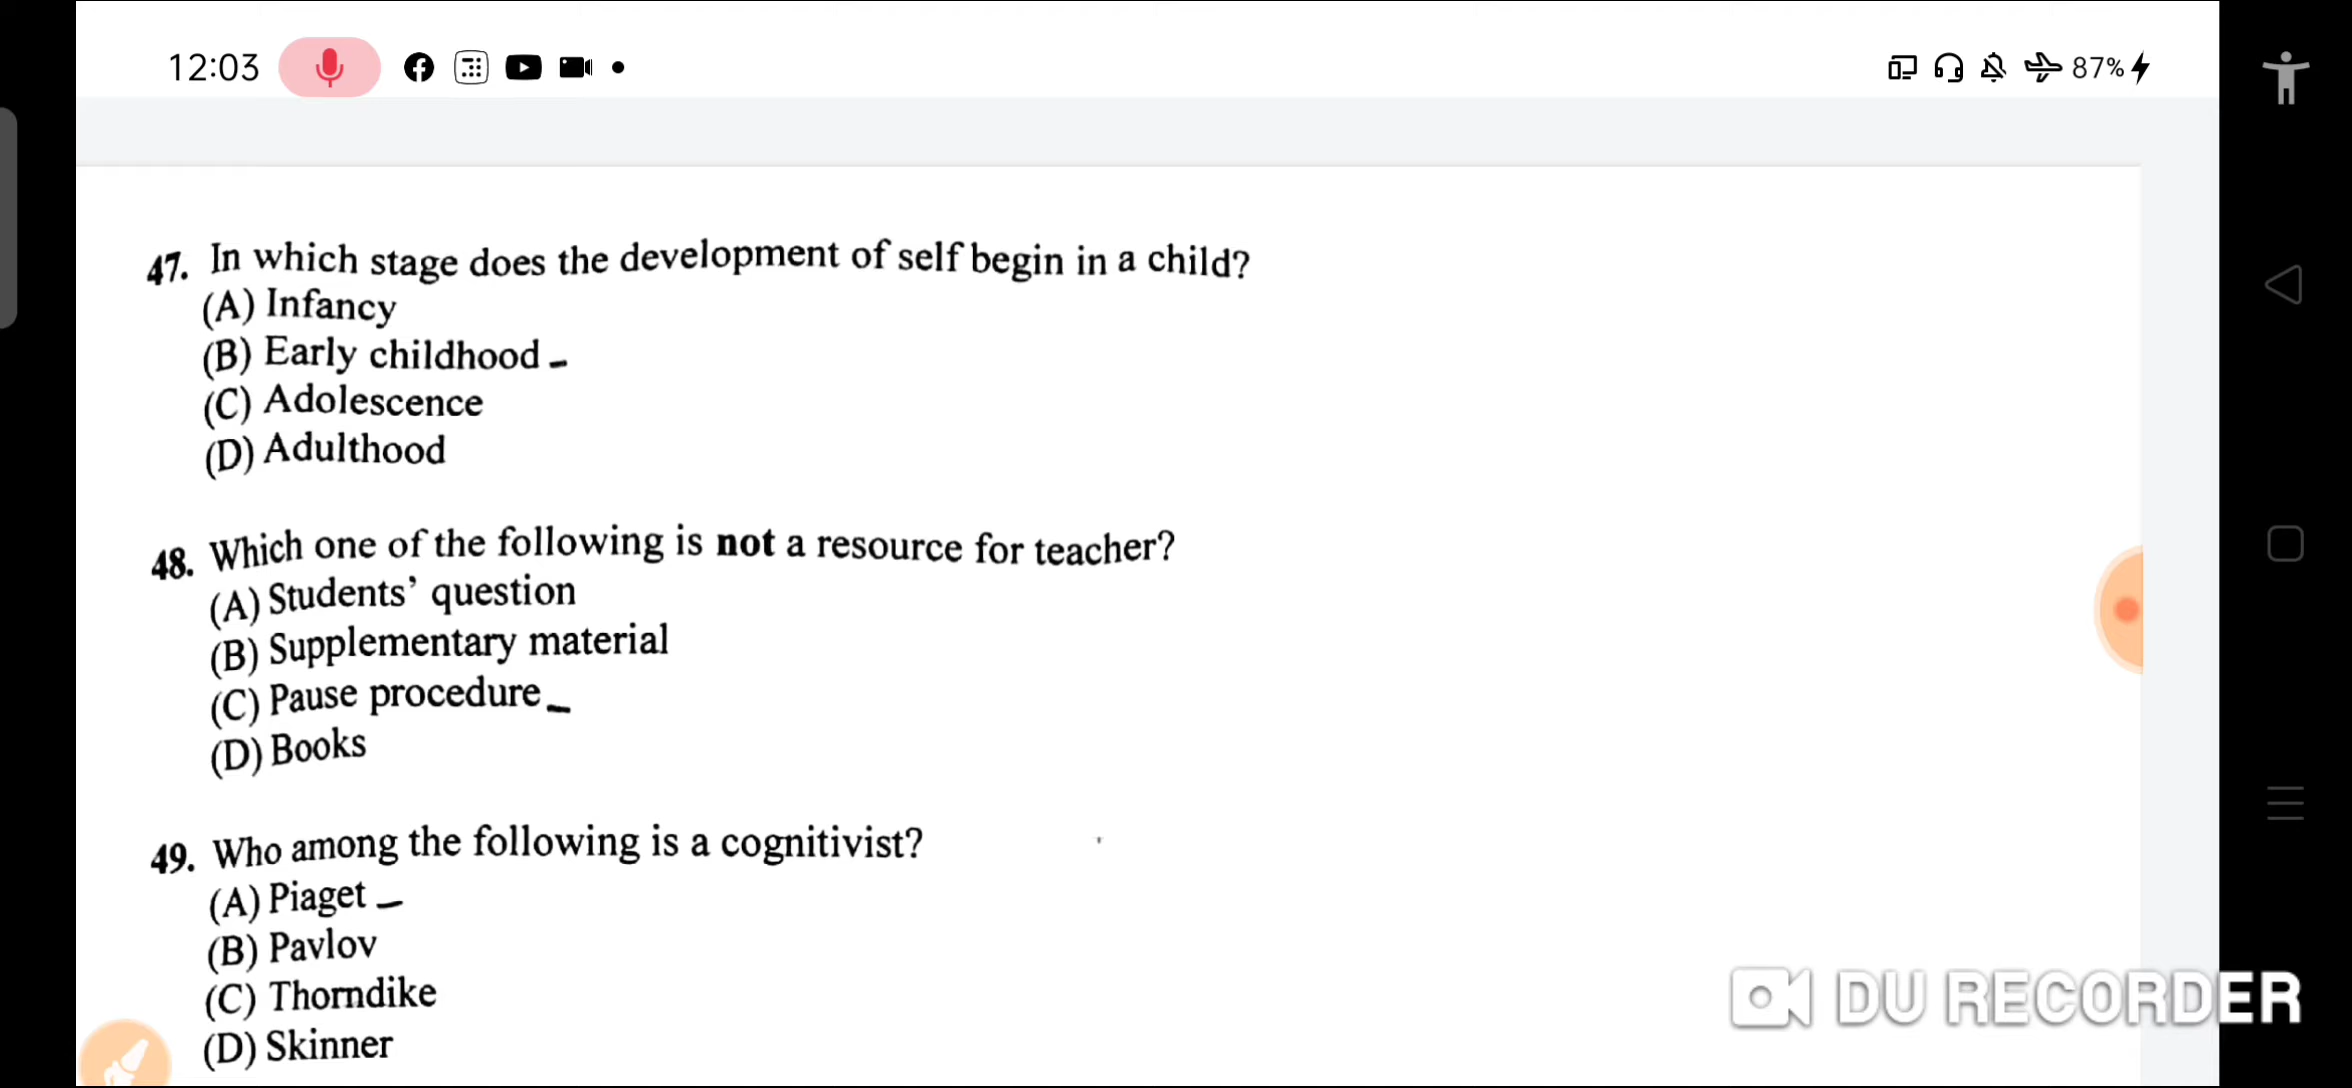 12:03
87%
47. In which stage does the development of self begin in a child?
(A) Infancy
(B) Early childhood
(C) Adolescence
(D) Adulthood
48. Which one of the following is not a resource for teacher?
(A) Students' question
(B) Supplementary material
(C) Pause procedure
(D) Books
49. Who among the following is a cognitivist?
(A) Piaget
(B) Pavlov
(C) Thorndike
(D) Skinner
DU RECORDER